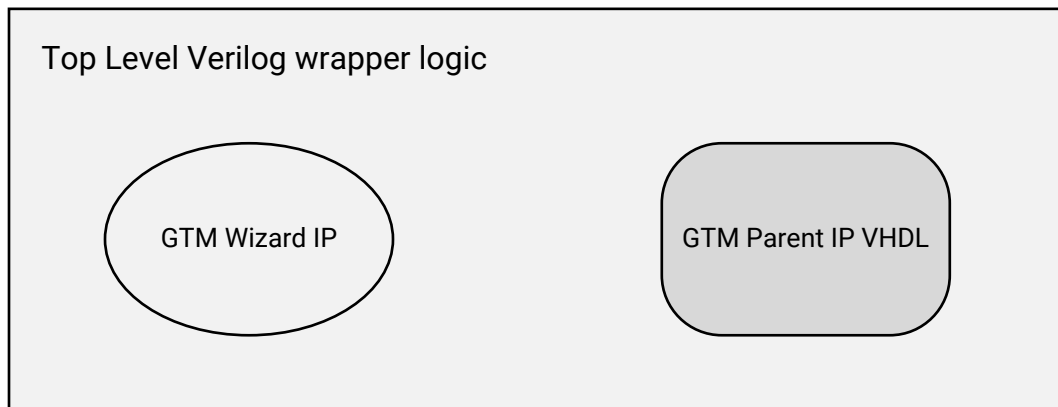 Top Level Verilog wrapper logic
GTM Wizard IP
GTM Parent IP VHDL